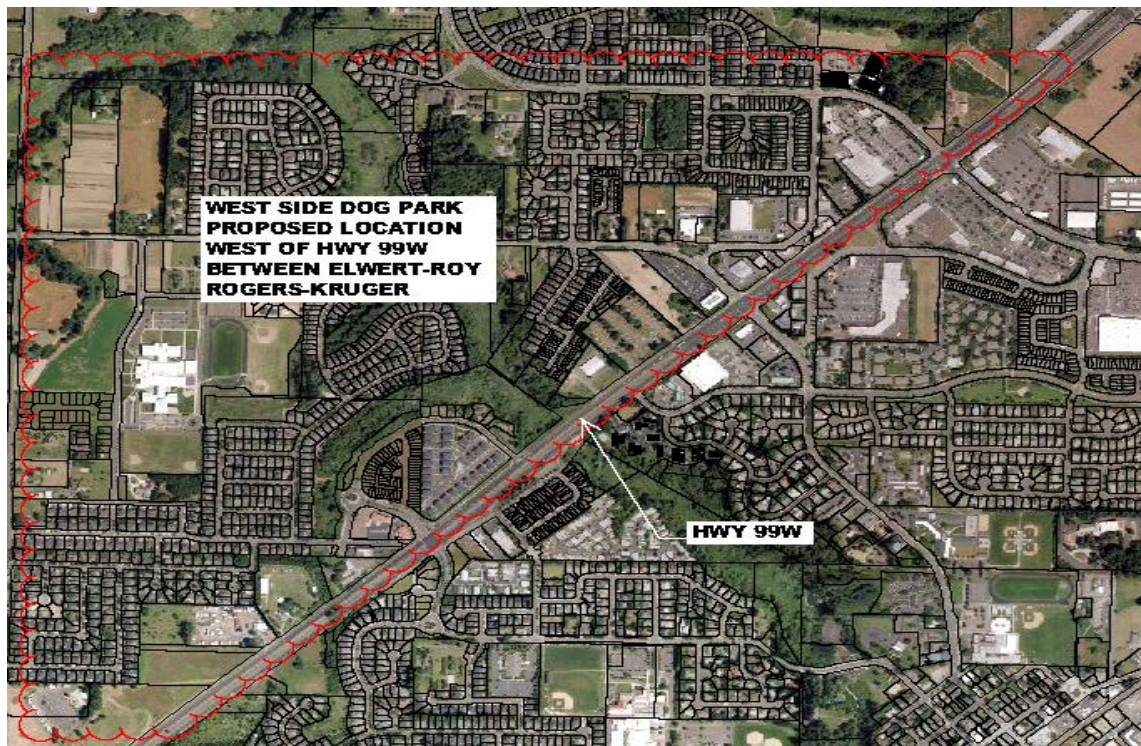 WEST SIDE DOG PARK
PROPOSED LOCATION
WEST OF HWY 99W
BETWEEN ELWERT-ROY
ROGERS-KRUGER
HWY 99W